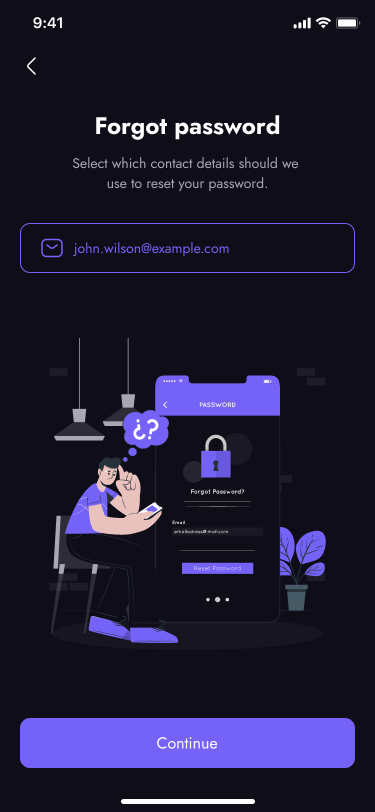 9:41
Forgot password
Select which contact details should we
use to reset your password.
john.wilson@example.com
PASSWORD
¿?
Forgot Password?
Email
emailadress@mail.com
Reset Password
Continue